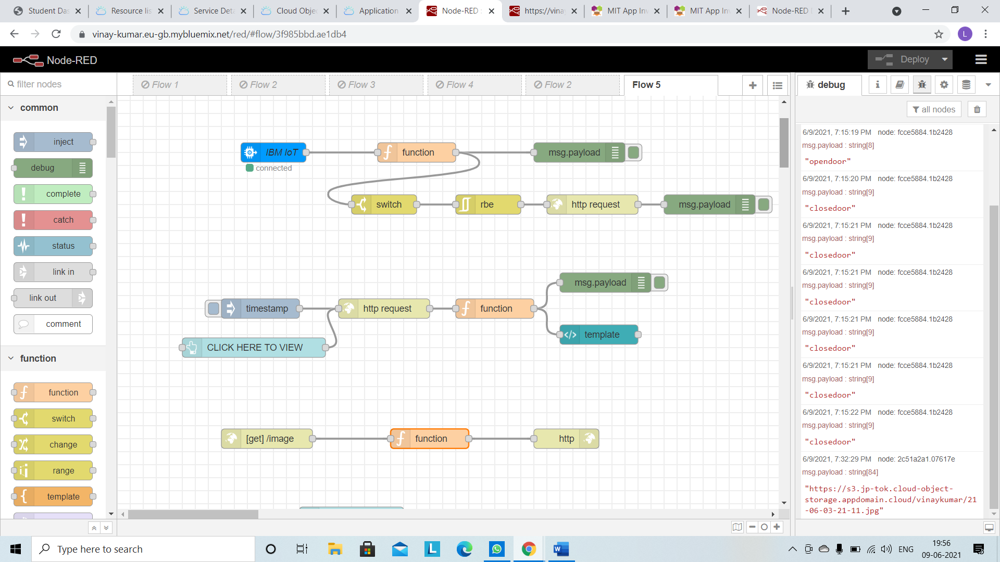 Student Das
Resource lis
Service Deta
Cloud Objec
Application
Node-RED :
https://vinay
MIT App Inv
MIT App Inv
Node-RED D
vinay-kumar.eu-gb.mybluemix.net/red/#flow/3f985bbd.ae1db4
L
Node-RED
Deploy
filter nodes
Flow 1
Flow 2
Flow 3
Flow 4
Flow 2
Flow 5
debug
all nodes
common
inject
debug
complete
catch
status
link in
link out
comment
function
function
switch
change
range
template
IBM IoT
connected
function
msg.payload
switch
rbe
http request
msg.payload
timestamp
http request
function
msg.payload
template
CLICK HERE TO VIEW
[get] /image
function
http
6/9/2021, 7:15:19 PM node: fcce5884.1b2428
msg.payload : string[8]
"opendoor"
6/9/2021, 7:15:20 PM node: fcce5884.1b2428
msg.payload : string[9]
"closedoor"
6/9/2021, 7:15:21 PM node: fcce5884.1b2428
msg.payload : string[9]
"closedoor"
6/9/2021, 7:15:21 PM node: fcce5884.1b2428
msg.payload : string[9]
"closedoor"
6/9/2021, 7:15:21 PM node: fcce5884.1b2428
msg.payload : string[9]
"closedoor"
6/9/2021, 7:15:21 PM node: fcce5884.1b2428
msg.payload : string[9]
"closedoor"
6/9/2021, 7:15:22 PM node: fcce5884.1b2428
msg.payload : string[9]
"closedoor"
6/9/2021, 7:32:29 PM node: 2c51a2a1.07617e
msg.payload : string[84]
"https://s3.jp-tok.cloud-object-
storage.appdomain.cloud/vinaykumar/21
-06-03-21-11.jpg"
Type here to search
ENG
19:56
09-06-2021